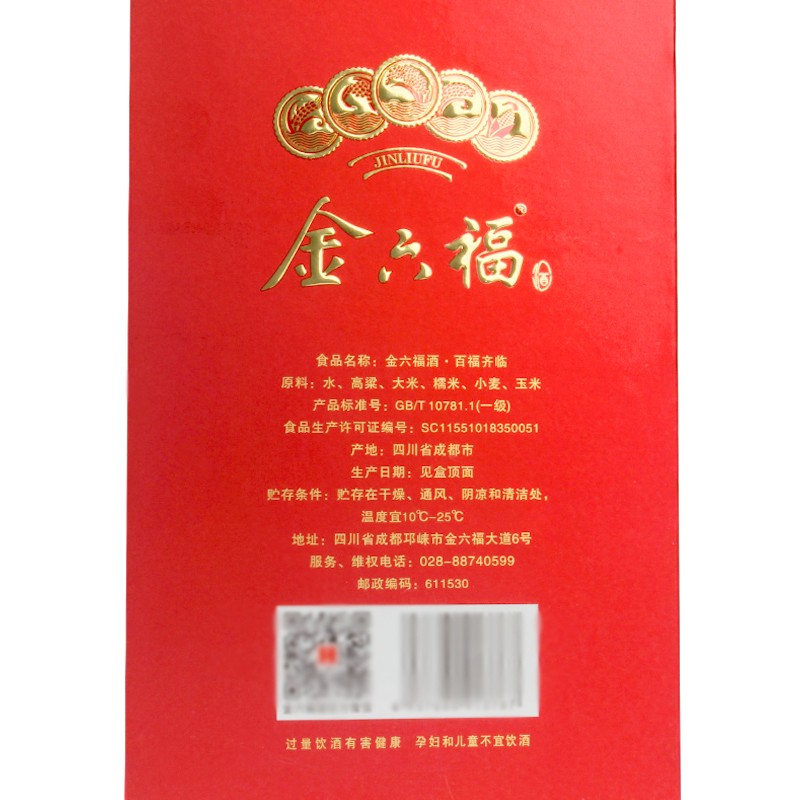 JINLIUFU
金六福
酒
食品名称：金六福酒·百福齐临
原料：水、高粱、大米、糯米、小麦、玉米
产品标准号：GB/T 10781.1(一级)
食品生产许可证编号：SC11551018350051
产地：四川省成都市
生产日期：见盒顶面
贮存条件：贮存在干燥、通风、阴凉和清洁处，
温度宜10℃-25℃
地址：四川省成都邛崃市金六福大道6号
服务、维权电话：028-88740599
邮政编码：611530
过量饮酒有害健康 孕妇和儿童不宜饮酒